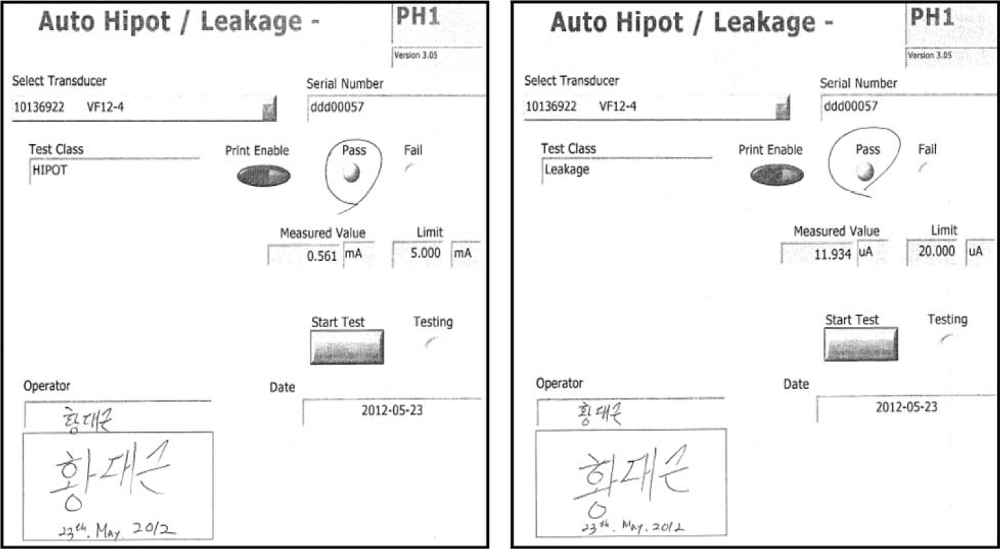 Auto Hipot / Leakage -
PH1
Version 3.05
Select Transducer
Serial Number
10136922 VF12-4
ddd00057
Test Class
Print Enable
Pass
Fail
HIPOT
Measured Value
Limit
0.561 mA
5.000 mA
Start Test
Testing
Operator
Date
황대근
2012-05-23
황대근
23th. May. 2012
Auto Hipot / Leakage -
PH1
Version 3.05
Select Transducer
Serial Number
10136922 VF12-4
ddd00057
Test Class
Print Enable
Pass
Fail
Leakage
Measured Value
Limit
11.934 uA
20.000 uA
Start Test
Testing
Operator
Date
황대근
2012-05-23
황대근
23th. May. 2012